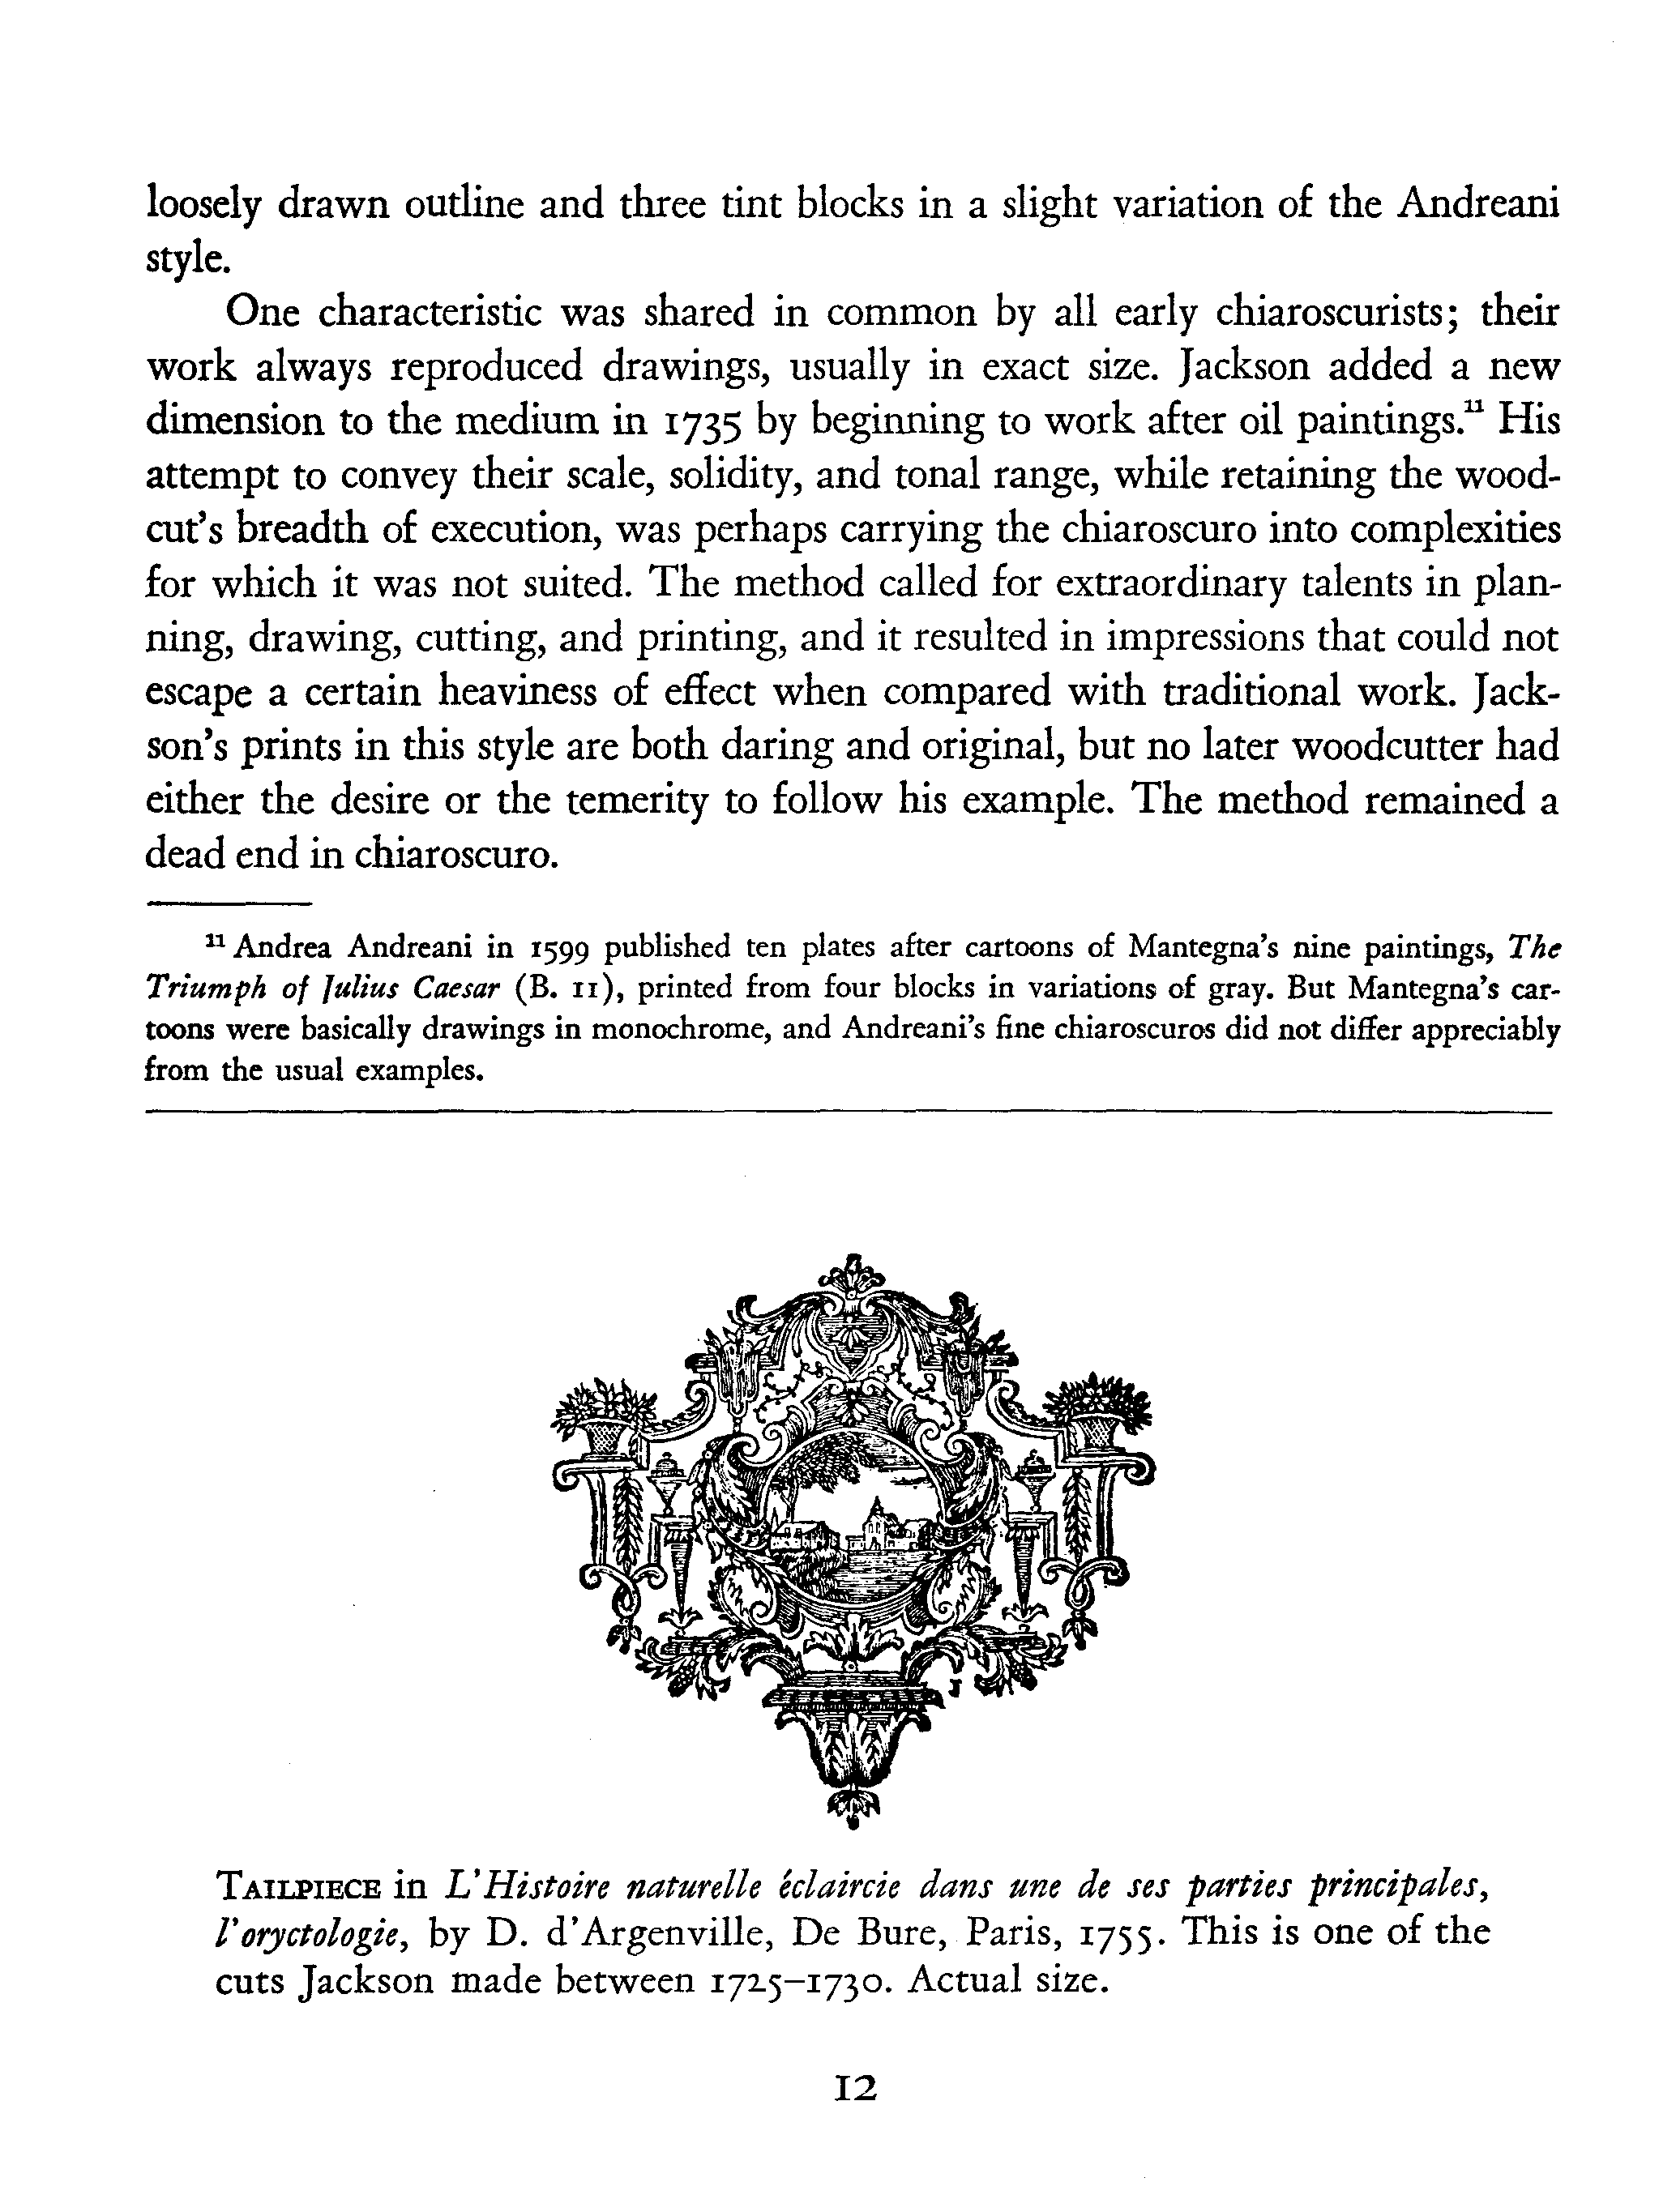 loosely drawn outline and three tint blocks in a slight variation of the Andreani
style.
One characteristic was shared in common by all early chiaroscurists; their
work always reproduced drawings, usually in exact size. Jackson added a new
dimension to the medium in 1735 by beginning to work after oil paintings.¹¹ His
attempt to convey their scale, solidity, and tonal range, while retaining the wood-
cut's breadth of execution, was perhaps carrying the chiaroscuro into complexities
for which it was not suited. The method called for extraordinary talents in plan-
ning, drawing, cutting, and printing, and it resulted in impressions that could not
escape a certain heaviness of effect when compared with traditional work. Jack-
son's prints in this style are both daring and original, but no later woodcutter had
either the desire or the temerity to follow his example. The method remained a
dead end in chiaroscuro.
¹¹ Andrea Andreani in 1599 published ten plates after cartoons of Mantegna's nine paintings, The
Triumph of Julius Caesar (B. 11), printed from four blocks in variations of gray. But Mantegna's car-
toons were basically drawings in monochrome, and Andreani's fine chiaroscuros did not differ appreciably
from the usual examples.
J
TAILPIECE in L'Histoire naturelle éclaircie dans une de ses parties principales,
l'oryctologie, by D. d'Argenville, De Bure, Paris, 1755. This is one of the
cuts Jackson made between 1725–1730. Actual size.
12